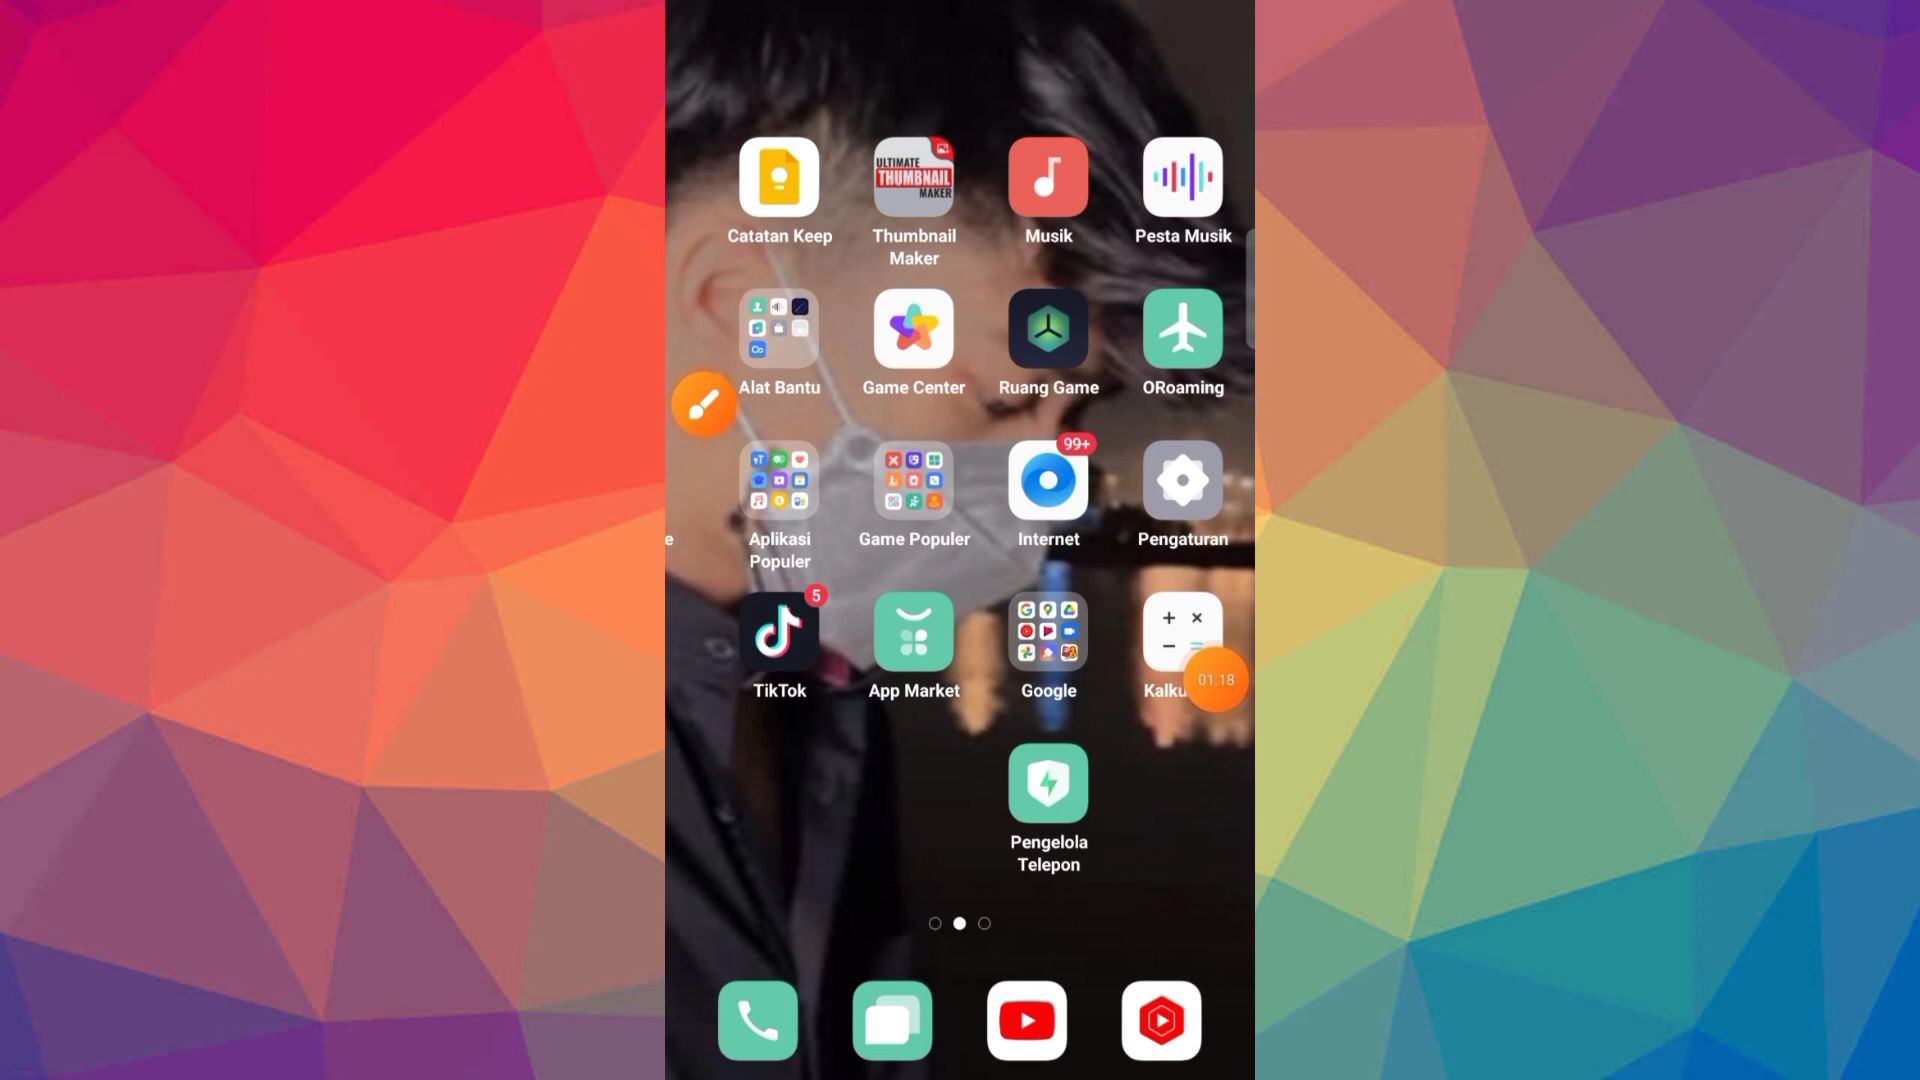 ULTIMATE
THUMBNAIL
MAKER
Catatan Keep
Thumbnail
Maker
Musik
Pesta Musik
Alat Bantu
Game Center
Ruang Game
ORoaming
99+
e
Aplikasi
Populer
Game Populer
Internet
Pengaturan
5
TikTok
App Market
Google
Kalku
01.18
Pengelola
Telepon